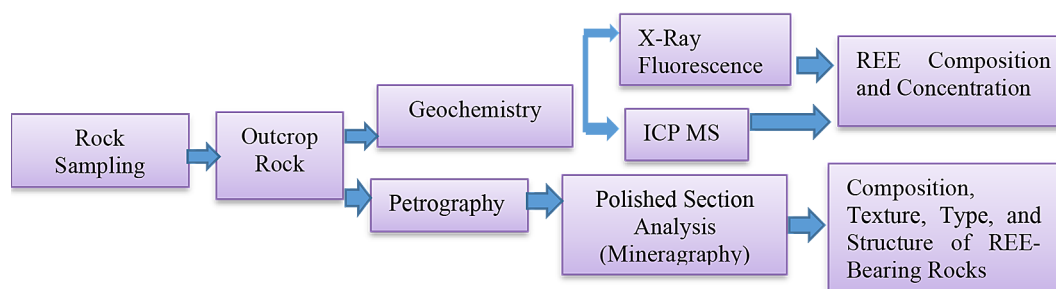 Rock
Sampling
Outcrop
Rock
Geochemistry
X-Ray
Fluorescence
ICP MS
REE Composition
and Concentration
Petrography
Polished Section
Analysis
(Mineragraphy)
Composition,
Texture, Type, and
Structure of REE-
Bearing Rocks